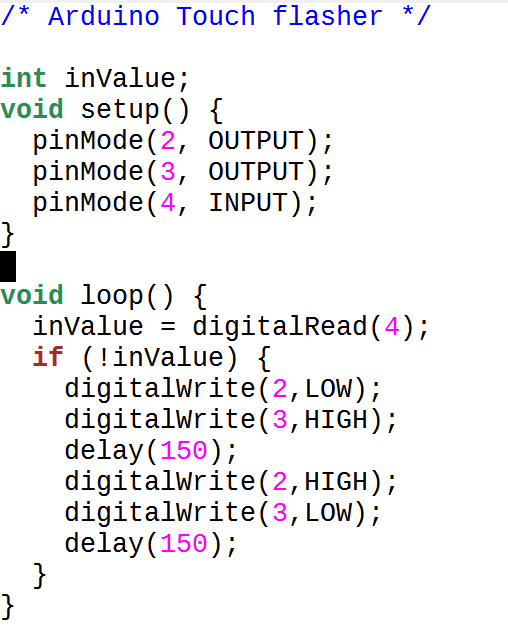 /* Arduino Touch flasher */

int inValue;
void setup() {
  pinMode(2, OUTPUT);
  pinMode(3, OUTPUT);
  pinMode(4, INPUT);
}

void loop() {
  inValue = digitalRead(4);
  if (!inValue) {
    digitalWrite(2,LOW);
    digitalWrite(3,HIGH);
    delay(150);
    digitalWrite(2,HIGH);
    digitalWrite(3,LOW);
    delay(150);
  }
}